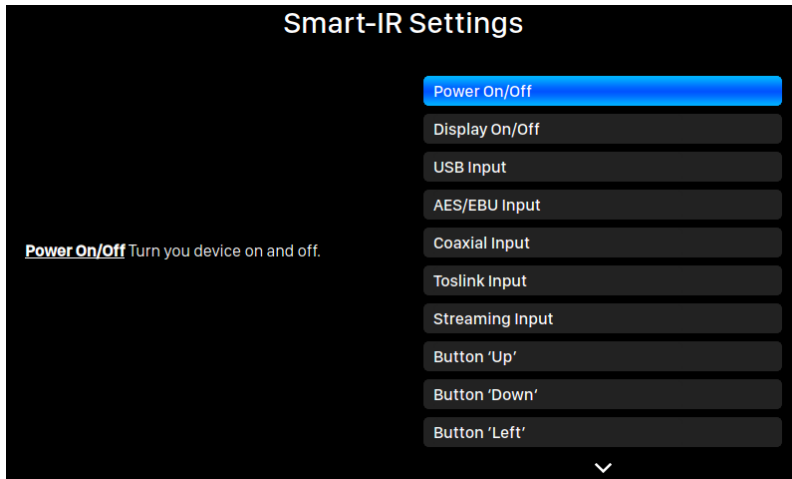 Smart-IR Settings
Power On/Off Turn you device on and off.
Power On/Off
Display On/Off
USB Input
AES/EBU Input
Coaxial Input
Toslink Input
Streaming Input
Button ‘Up’
Button ‘Down’
Button ‘Left’